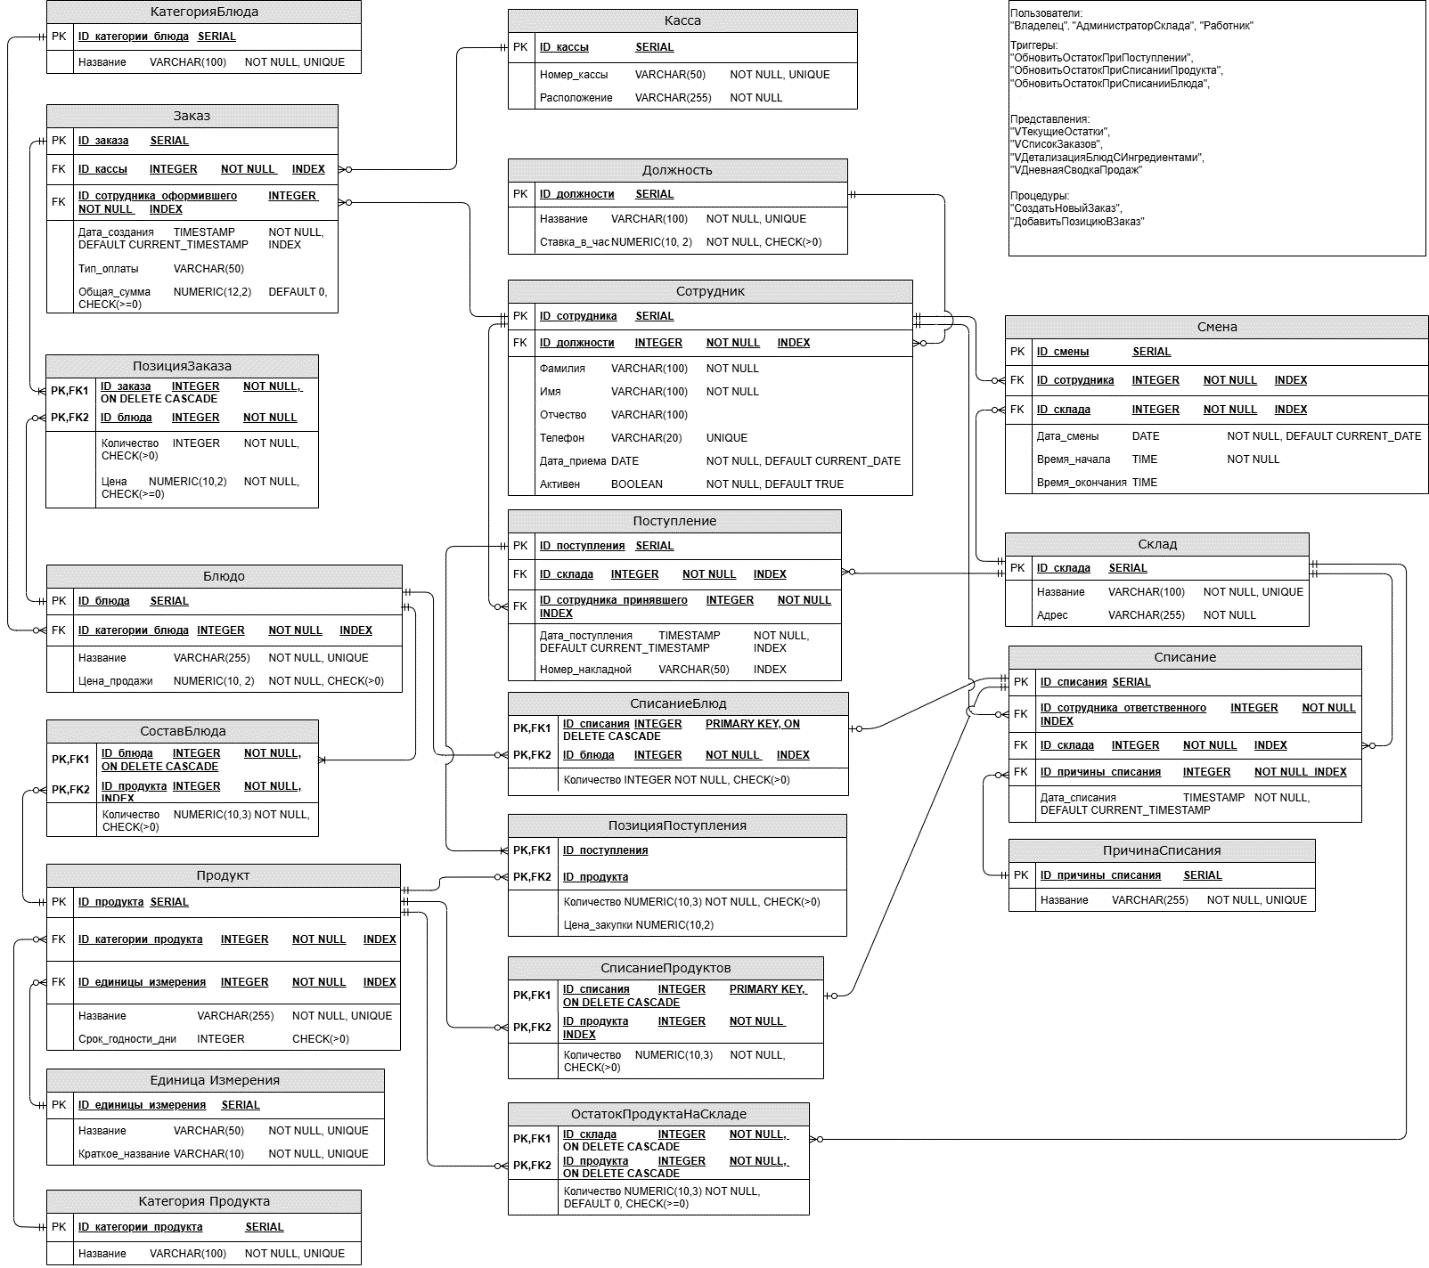 КатегорияБлюда
PK ID_категории_блюда SERIAL
Название VARCHAR(100) NOT NULL, UNIQUE
Заказ
PK ID_заказа SERIAL
FK ID_кассы INTEGER NOT NULL INDEX
FK ID_сотрудника_оформившего INTEGER
NOT NULL INDEX
Дата_создания TIMESTAMP NOT NULL,
DEFAULT CURRENT_TIMESTAMP INDEX
Тип_оплаты VARCHAR(50)
Общая_сумма NUMERIC(12,2) DEFAULT 0,
CHECK(>=0)
ПозицияЗаказа
PK,FK1 ID_заказа INTEGER NOT NULL,
ON DELETE CASCADE
PK,FK2 ID_блюда INTEGER NOT NULL
Количество INTEGER NOT NULL,
CHECK(>0)
Цена NUMERIC(10,2) NOT NULL,
CHECK(>=0)
Блюдо
PK ID_блюда SERIAL
FK ID_категории_блюда INTEGER NOT NULL INDEX
Название VARCHAR(255) NOT NULL, UNIQUE
Цена_продажи NUMERIC(10, 2) NOT NULL, CHECK(>0)
СоставБлюда
PK,FK1 ID_блюда INTEGER NOT NULL,
ON DELETE CASCADE
PK,FK2 ID_продукта INTEGER NOT NULL,
INDEX
Количество NUMERIC(10,3) NOT NULL,
CHECK(>0)
Продукт
PK ID_продукта SERIAL
FK ID_категории_продукта INTEGER NOT NULL INDEX
FK ID_единицы_измерения INTEGER NOT NULL INDEX
Название VARCHAR(255) NOT NULL, UNIQUE
Срок_годности_дни INTEGER CHECK(>0)
Единица Измерения
PK ID_единицы_измерения SERIAL
Название VARCHAR(50) NOT NULL, UNIQUE
Краткое_название VARCHAR(10) NOT NULL, UNIQUE
Категория Продукта
PK ID_категории_продукта SERIAL
Название VARCHAR(100) NOT NULL, UNIQUE
Касса
PK ID_кассы SERIAL
Номер_кассы VARCHAR(50) NOT NULL, UNIQUE
Расположение VARCHAR(255) NOT NULL
Должность
PK ID_должности SERIAL
Название VARCHAR(100) NOT NULL, UNIQUE
Ставка_в_час NUMERIC(10, 2) NOT NULL, CHECK(>0)
Сотрудник
PK ID_сотрудника SERIAL
FK ID_должности INTEGER NOT NULL INDEX
Фамилия VARCHAR(100) NOT NULL
Имя VARCHAR(100) NOT NULL
Отчество VARCHAR(100)
Телефон VARCHAR(20) UNIQUE
Дата_приема DATE NOT NULL, DEFAULT CURRENT_DATE
Активен BOOLEAN NOT NULL, DEFAULT TRUE
Поступление
PK ID_поступления SERIAL
FK ID_склада INTEGER NOT NULL INDEX
FK ID_сотрудника_принявшего INTEGER NOT NULL
INDEX
Дата_поступления TIMESTAMP NOT NULL,
DEFAULT CURRENT_TIMESTAMP INDEX
Номер_накладной VARCHAR(50) INDEX
СписаниеБлюд
PK,FK1 ID_списания INTEGER PRIMARY KEY, ON
DELETE CASCADE
PK,FK2 ID_блюда INTEGER NOT NULL INDEX
Количество INTEGER NOT NULL, CHECK(>0)
ПозицияПоступления
PK,FK1 ID_поступления
PK,FK2 ID_продукта
Количество NUMERIC(10,3) NOT NULL, CHECK(>0)
Цена_закупки NUMERIC(10,2)
СписаниеПродуктов
PK,FK1 ID_списания INTEGER PRIMARY KEY,
ON DELETE CASCADE
PK,FK2 ID_продукта INTEGER NOT NULL
INDEX
Количество NUMERIC(10,3) NOT NULL,
CHECK(>0)
ОстатокПродуктаНаСкладе
PK,FK1 ID_склада INTEGER NOT NULL,
ON DELETE CASCADE
PK,FK2 ID_продукта INTEGER NOT NULL,
ON DELETE CASCADE
Количество NUMERIC(10,3) NOT NULL,
DEFAULT 0, CHECK(>=0)
Пользователи:
"Владелец", "АдминистраторСклада", "Работник"
Триггеры:
"ОбновитьОстатокПриПоступлении",
"ОбновитьОстатокПриСписанииПродукта",
"ОбновитьОстатокПриСписанииБлюда",
Представления:
"VТекущиеОстатки",
"VСписокЗаказов",
"VДетализацияБлюдСИнгредиентами",
"VДневнаяСводкаПродаж"
Процедуры:
"СоздатьНовыйЗаказ",
"ДобавитьПозициюВЗаказ"
Смена
PK ID_смены SERIAL
FK ID_сотрудника INTEGER NOT NULL INDEX
FK ID_склада INTEGER NOT NULL INDEX
Дата_смены DATE NOT NULL, DEFAULT CURRENT_DATE
Время_начала TIME NOT NULL
Время_окончания TIME
Склад
PK ID_склада SERIAL
Название VARCHAR(100) NOT NULL, UNIQUE
Адрес VARCHAR(255) NOT NULL
Списание
PK ID_списания SERIAL
FK ID_сотрудника_ответственного INTEGER NOT NULL
INDEX
FK ID_склада INTEGER NOT NULL INDEX
FK ID_причины_списания INTEGER NOT NULL INDEX
Дата_списания TIMESTAMP NOT NULL,
DEFAULT CURRENT_TIMESTAMP
ПричинаСписания
PK ID_причины_списания SERIAL
Название VARCHAR(255) NOT NULL, UNIQUE